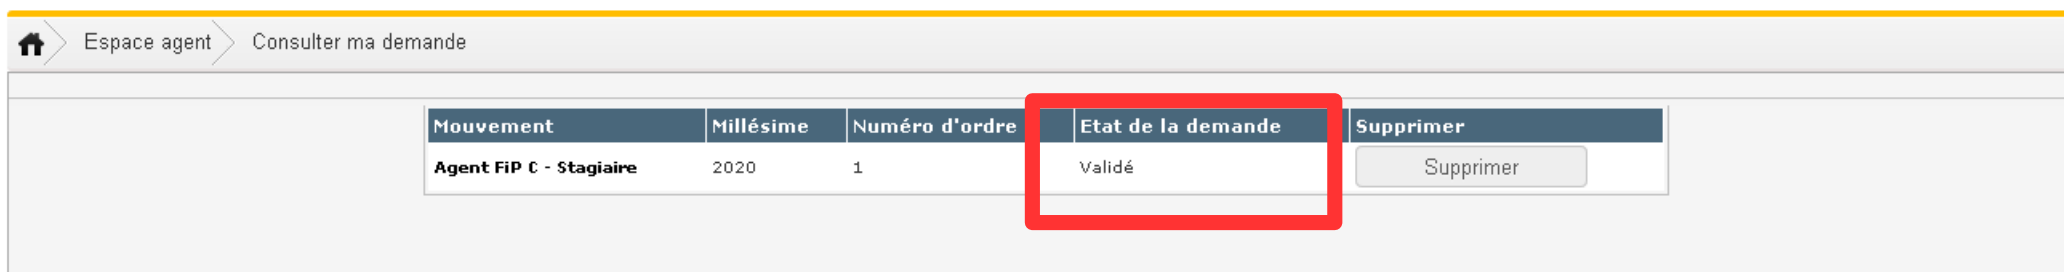 Espace agent Consulter ma demande
Mouvement Millésime Numéro d'ordre Etat de la demande Supprimer
Agent FiP C - Stagiaire 2020 1 Validé Supprimer